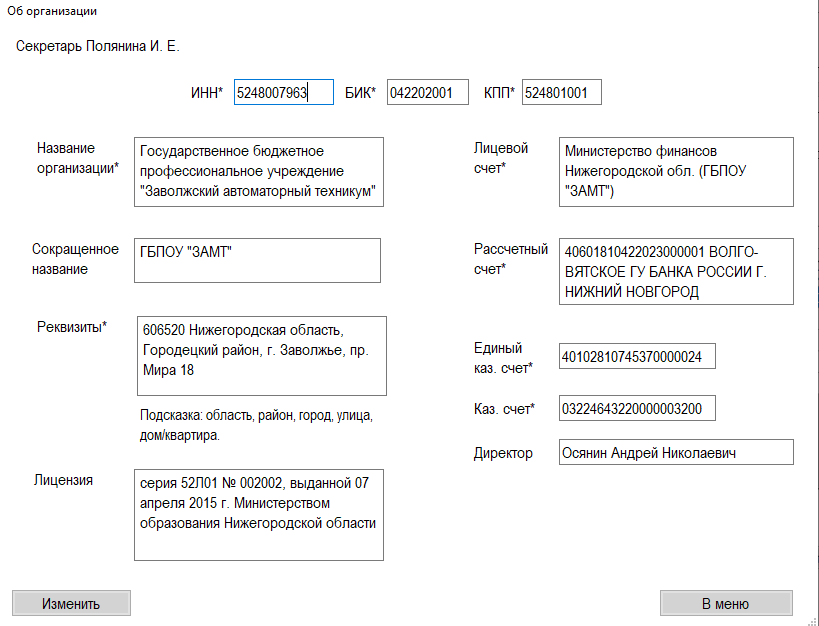 Об организации
Секретарь Полянина И. Е.
ИНН* 5248007963 БИК* 042202001 КПП* 524801001
Название
организации*
Государственное бюджетное
профессиональное учреждение
"Заволжский автоматорный техникум"
Лицевой
счет*
Министерство финансов
Нижегородской обл. (ГБПОУ
"ЗАМТ")
Сокращенное
название
ГБПОУ "ЗАМТ"
Рассчетный
счет*
40601810422023000001 ВОЛГО-
ВЯТСКОЕ ГУ БАНКА РОССИИ Г.
НИЖНИЙ НОВГОРОД
Реквизиты*
606520 Нижегородская область,
Городецкий район, г. Заволжье, пр.
Мира 18
Подсказка: область, район, город, улица,
дом/квартира.
Единый
каз. счет*
40102810745370000024
Каз. счет*
03224643220000003200
Директор
Осянин Андрей Николаевич
Лицензия
серия 52Л01 № 002002, выданной 07
апреля 2015 г. Министерством
образования Нижегородской области
Изменить
В меню